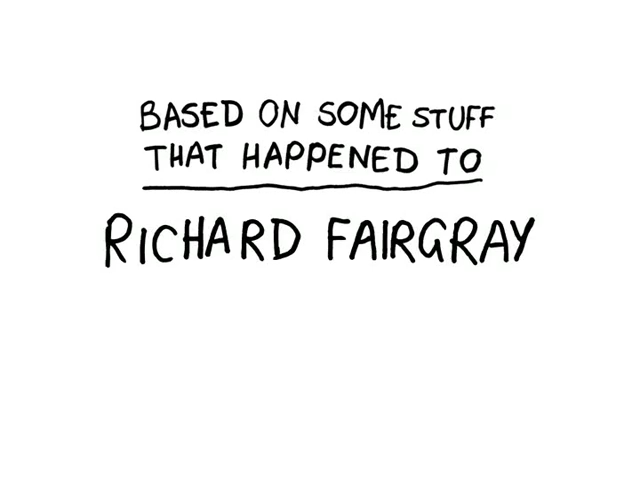 BASED ON SOME STUFF
THAT HAPPENED TO
RICHARD FAIRGRAY